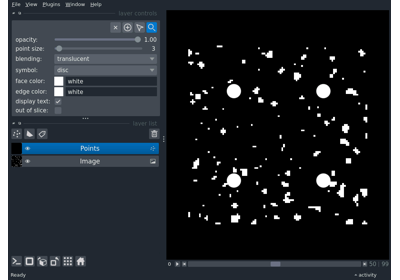 File View Plugins Window Help
layer controls
opacity: 1.00
point size: 3
blending: translucent
symbol: disc
face color: white
edge color: white
display text:
out of slice:
layer list
Points
Image
50 99
Ready
activity